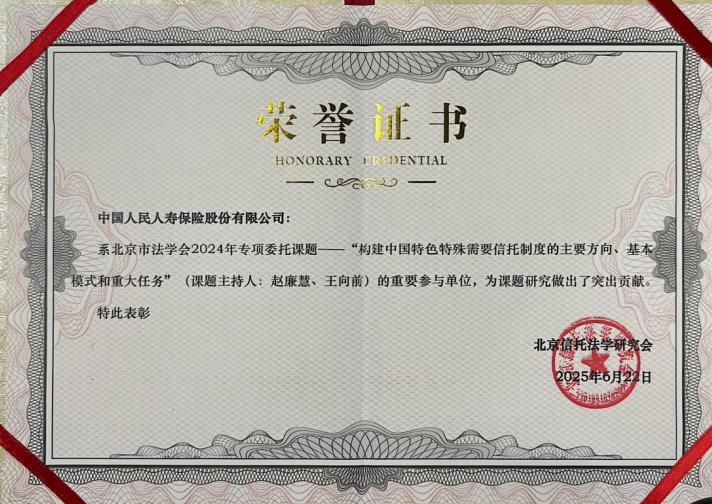 荣誉证书
HONORARY CREDENTIAL
中国人民人寿保险股份有限公司：
系北京市法学会2024年专项委托课题——“构建中国特色特殊需要信托制度的主要方向、基本
模式和重大任务”（课题主持人：赵廉慧、王向前）的重要参与单位，为课题研究做出了突出贡献。
特此表彰
北京信托法学研究会
2025年6月22日